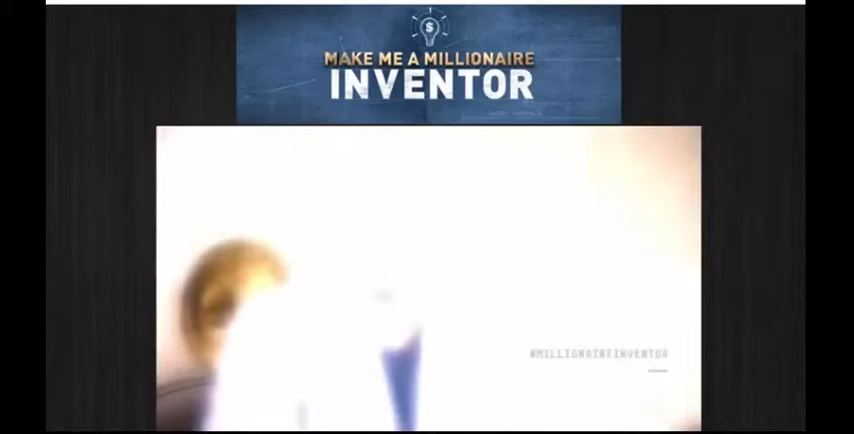 $
MAKE ME A MILLIONAIRE
INVENTOR
#MILLIONAIREINVENTOR